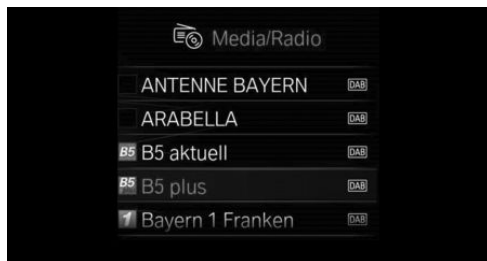 Media/Radio
ANTENNE BAYERN DAB
ARABELLA DAB
B5 B5 aktuell DAB
B5 B5 plus DAB
1 Bayern 1 Franken DAB